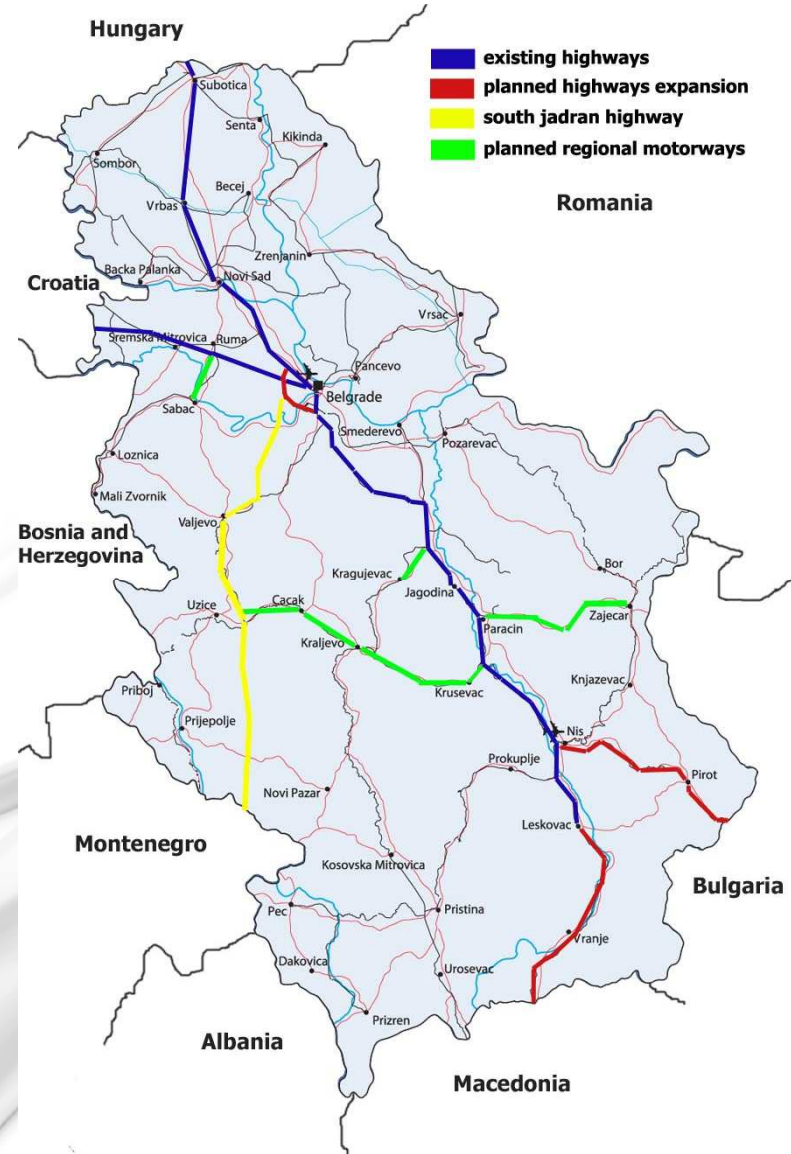 Hungary
existing highways
planned highways expansion
south jadran highway
planned regional motorways
Subotica
Senta
Kikinda
Sombor
Becej
Vrbas
Romania
Zrenjanin
Backa Palanka
Novi Sad
Croatia
Vrsac
Sremska Mitrovica
Ruma
Pancevo
Belgrade
Sabac
Smederevo
Pozarevac
Loznica
Mali Zvornik
Valjevo
Bosnia and
Herzegovina
Bor
Kragujevac
Jagodina
Uzice
Cacak
Zajecar
Paracin
Kraljevo
Krusevac
Knjazevac
Priboj
Prijepolje
Nis
Prokuplje
Pirot
Novi Pazar
Leskovac
Montenegro
Kosovska Mitrovica
Bulgaria
Pec
Pristina
Vranje
Dakovica
Urosevac
Prizren
Albania
Macedonia